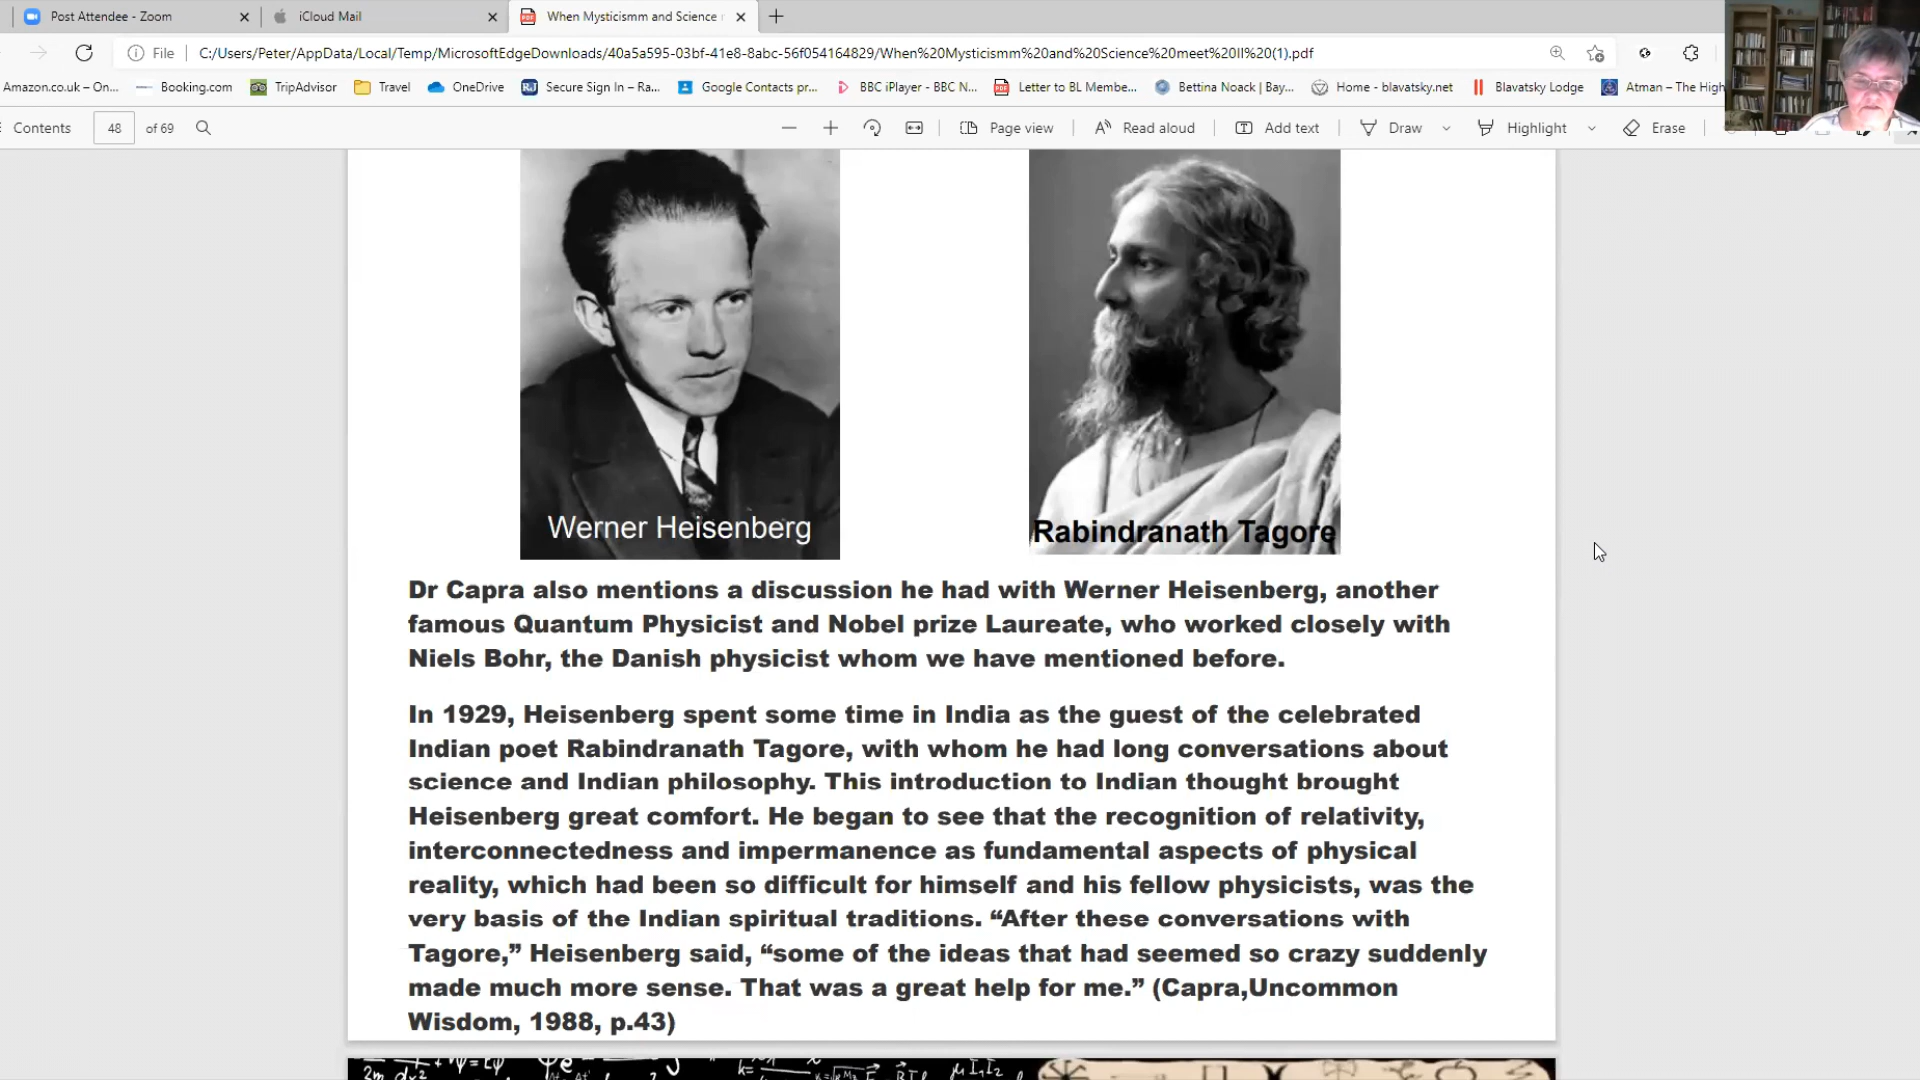 Post Attendee - Zoom
iCloud Mail
When Mysticismm and Science
File
C:/Users/Peter/AppData/Local/Temp/MicrosoftEdgeDownloads/40a5a595-03bf-41e8-8abc-56f054164829/When%20Mysticismm%20and%20Science%20meet%20II%20(1).pdf
Amazon.co.uk – On... Booking.com TripAdvisor Travel OneDrive Secure Sign In – Ra... Google Contacts pr... BBC iPlayer - BBC N... Letter to BL Membe... Bettina Noack | Bay... Home - blavatsky.net Blavatsky Lodge Atman – The High
Contents 48 of 69 Page view Read aloud Add text Draw Highlight Erase
Werner Heisenberg
Rabindranath Tagore
Dr Capra also mentions a discussion he had with Werner Heisenberg, another
famous Quantum Physicist and Nobel prize Laureate, who worked closely with
Niels Bohr, the Danish physicist whom we have mentioned before.
In 1929, Heisenberg spent some time in India as the guest of the celebrated
Indian poet Rabindranath Tagore, with whom he had long conversations about
science and Indian philosophy. This introduction to Indian thought brought
Heisenberg great comfort. He began to see that the recognition of relativity,
interconnectedness and impermanence as fundamental aspects of physical
reality, which had been so difficult for himself and his fellow physicists, was the
very basis of the Indian spiritual traditions. “After these conversations with
Tagore,” Heisenberg said, “some of the ideas that had seemed so crazy suddenly
made much more sense. That was a great help for me.” (Capra,Uncommon
Wisdom, 1988, p.43)